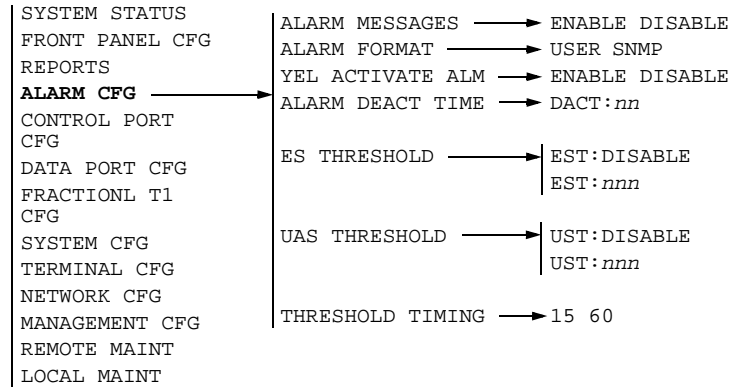 SYSTEM STATUS
FRONT PANEL CFG
REPORTS
ALARM CFG
CONTROL PORT
CFG
DATA PORT CFG
FRACTIONL T1
CFG
SYSTEM CFG
TERMINAL CFG
NETWORK CFG
MANAGEMENT CFG
REMOTE MAINT
LOCAL MAINT
ALARM MESSAGES ENABLE DISABLE
ALARM FORMAT USER SNMP
YEL ACTIVATE ALM ENABLE DISABLE
ALARM DEACT TIME DACT:nn
ES THRESHOLD EST:DISABLE
EST:nnn
UAS THRESHOLD UST:DISABLE
UST:nnn
THRESHOLD TIMING 15 60